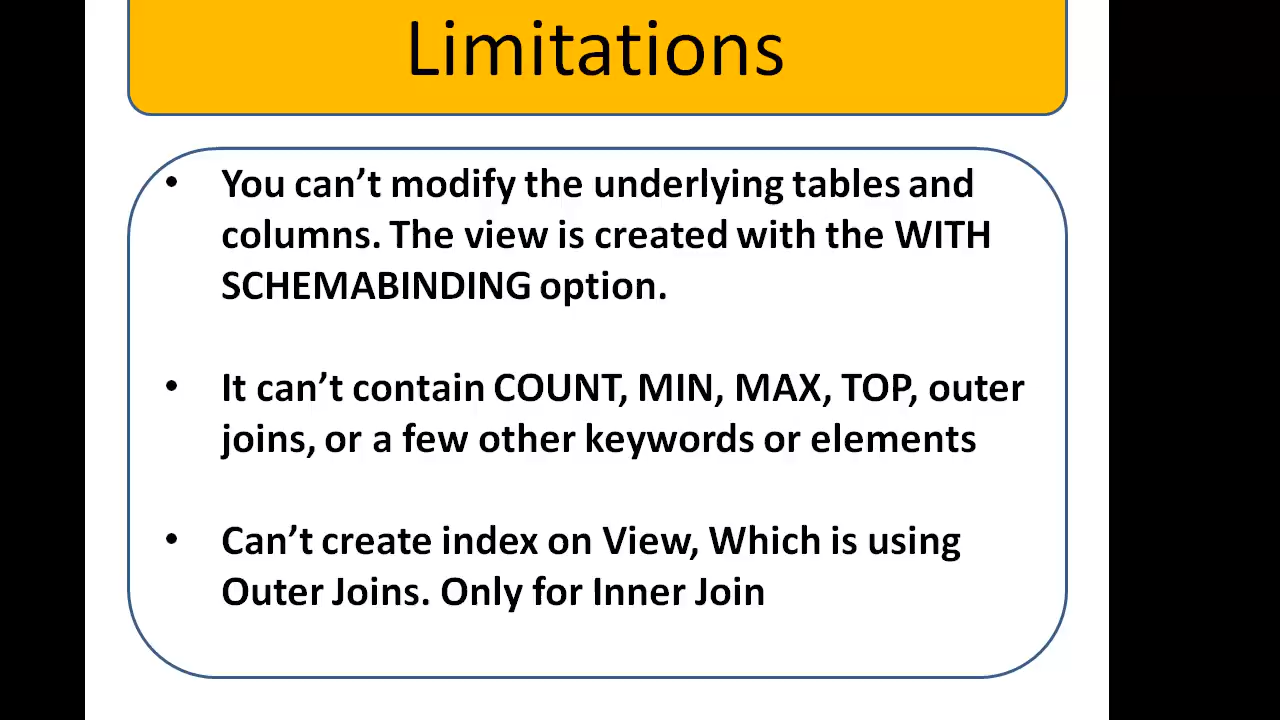 Limitations
• You can’t modify the underlying tables and
columns. The view is created with the WITH
SCHEMABINDING option.
• It can’t contain COUNT, MIN, MAX, TOP, outer
joins, or a few other keywords or elements
• Can’t create index on View, Which is using
Outer Joins. Only for Inner Join